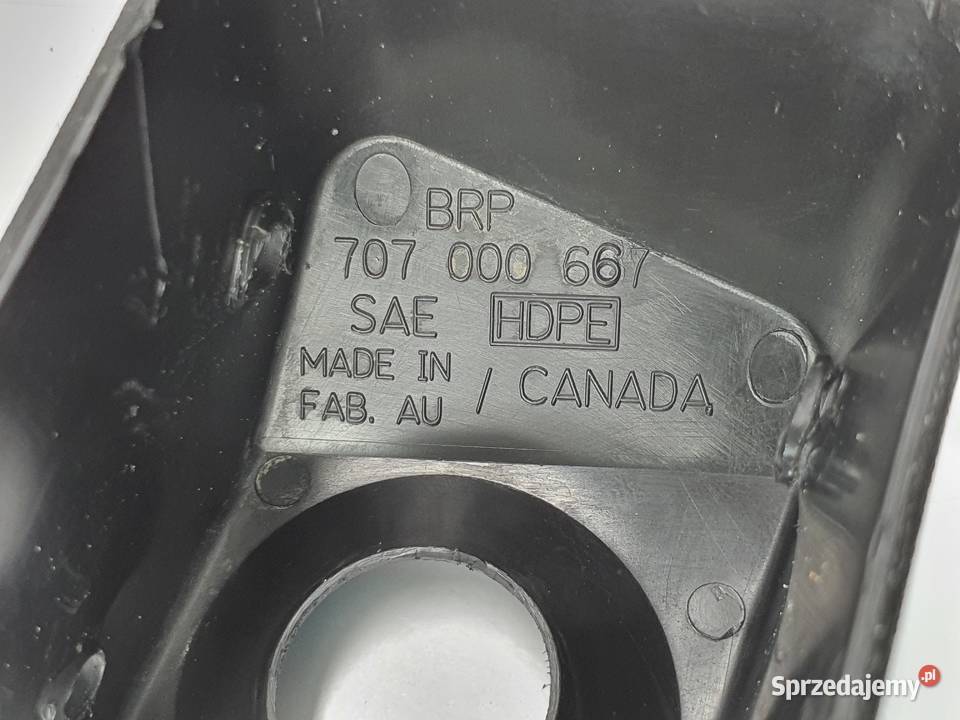 BRP
707 000 667
SAE HDPE
MADE IN
FAB. AU / CANADA
Sprzedajemy.pl